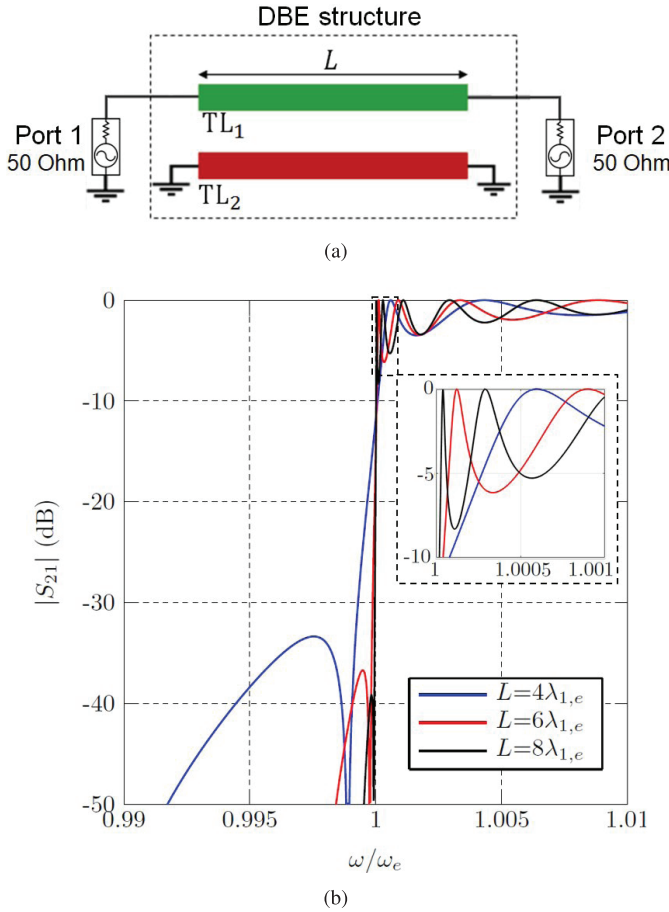 DBE structure
L
TL₁
Port 1
50 Ohm
Port 2
50 Ohm
TL₂
(a)
|S₂₁| (dB)
0
-10
-20
-30
-40
-50
0.99
0.995
1
1.005
1.01
ω/ωₑ
0
-5
-10
1
1.0005
1.001
L=4λ₁,ₑ
L=6λ₁,ₑ
L=8λ₁,ₑ
(b)